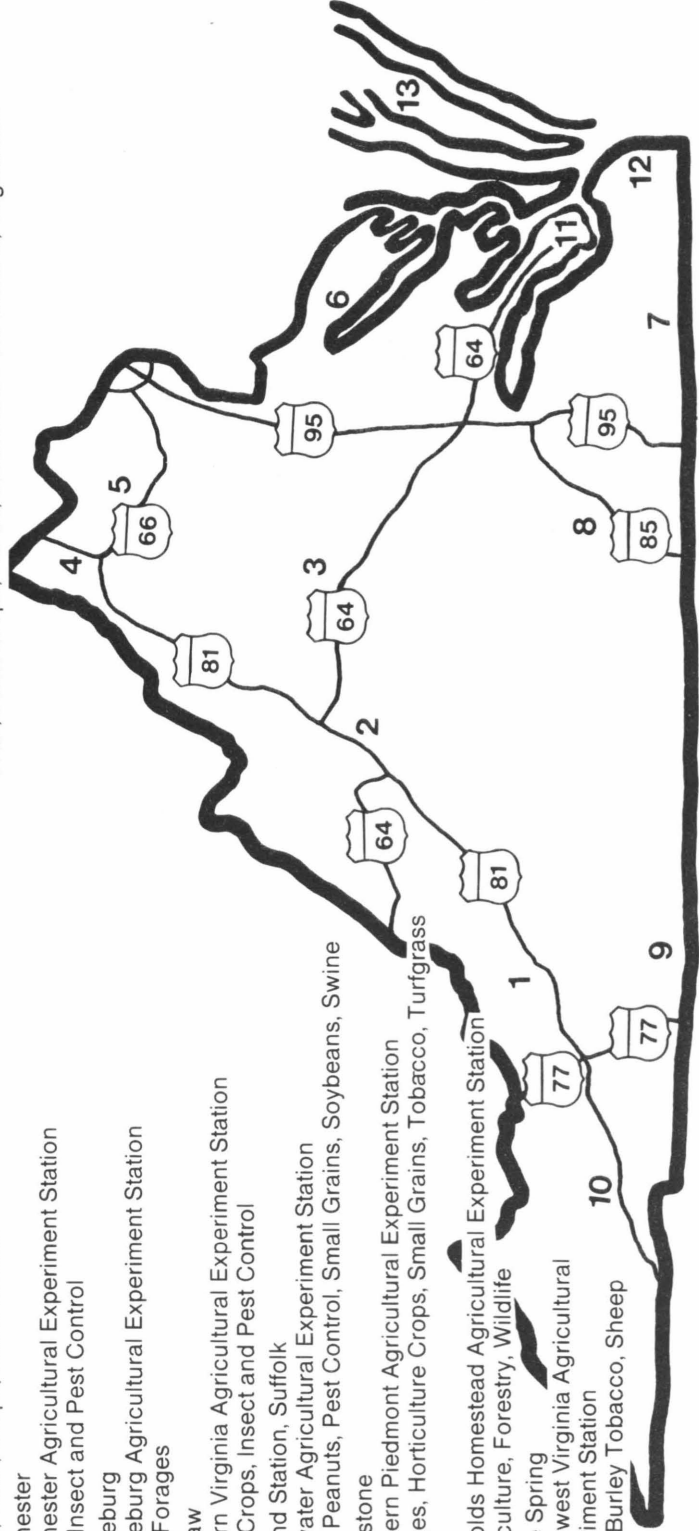 hester
hester Agricultural Experiment Station
Insect and Pest Control
eburg
eburg Agricultural Experiment Station
Forages
aw
rn Virginia Agricultural Experiment Station
Crops, Insect and Pest Control
nd Station, Suffolk
ater Agricultural Experiment Station
Peanuts, Pest Control, Small Grains, Soybeans, Swine
stone
ern Piedmont Agricultural Experiment Station
es, Horticulture Crops, Small Grains, Tobacco, Turfgrass
olds Homestead Agricultural Experiment Station
culture, Forestry, Wildlife
Spring
west Virginia Agricultural
iment Station
Burley Tobacco, Sheep
4
5
66
81
6
13
95
3
64
2
64
64
11
12
81
1
8
95
7
77
85
10
77
9